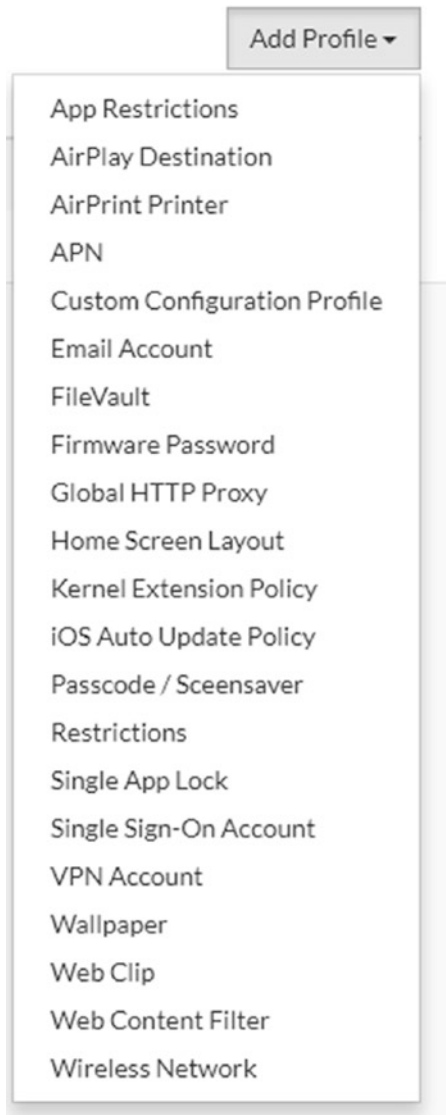 Add Profile
App Restrictions
AirPlay Destination
AirPrint Printer
APN
Custom Configuration Profile
Email Account
FileVault
Firmware Password
Global HTTP Proxy
Home Screen Layout
Kernel Extension Policy
iOS Auto Update Policy
Passcode / Sceensaver
Restrictions
Single App Lock
Single Sign-On Account
VPN Account
Wallpaper
Web Clip
Web Content Filter
Wireless Network